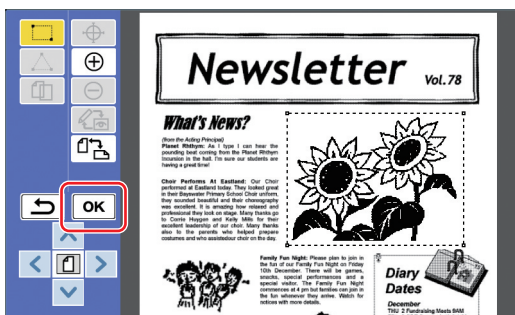 Newsletter Vol.78
What's News?
(from the Acting Principal)
Planet Rhthym: As I type I can hear the
pounding beat coming from the Planet Rhthym
Incursion in the hall. I'm sure our students are
having a great time!
Choir Performs At Eastland: Our Choir
performed at Eastland today. They looked great
in their Bayswater Primary School Choir uniform,
they sounded beautiful and their choreography
was excellent. It is amazing how relaxed and
professional they look on stage. Many thanks go
to Corrie Huygen and Kelly Mills for their
excellent leadership of our choir. Many thanks
also to the parents who helped prepare
costumes and who assistedour choir on the day.
OK
Family Fun Night: Please plan to join in
the fun of our Family Fun Night on Friday
10th December. There will be games,
snacks, special performances and a
special visitor. The Family Fun Night
commences at 4 pm but families can join in
the fun whenever they arrive. Watch for
notices with more details.
Diary
Dates
December
THU 2 Fundraising Meets 9AM